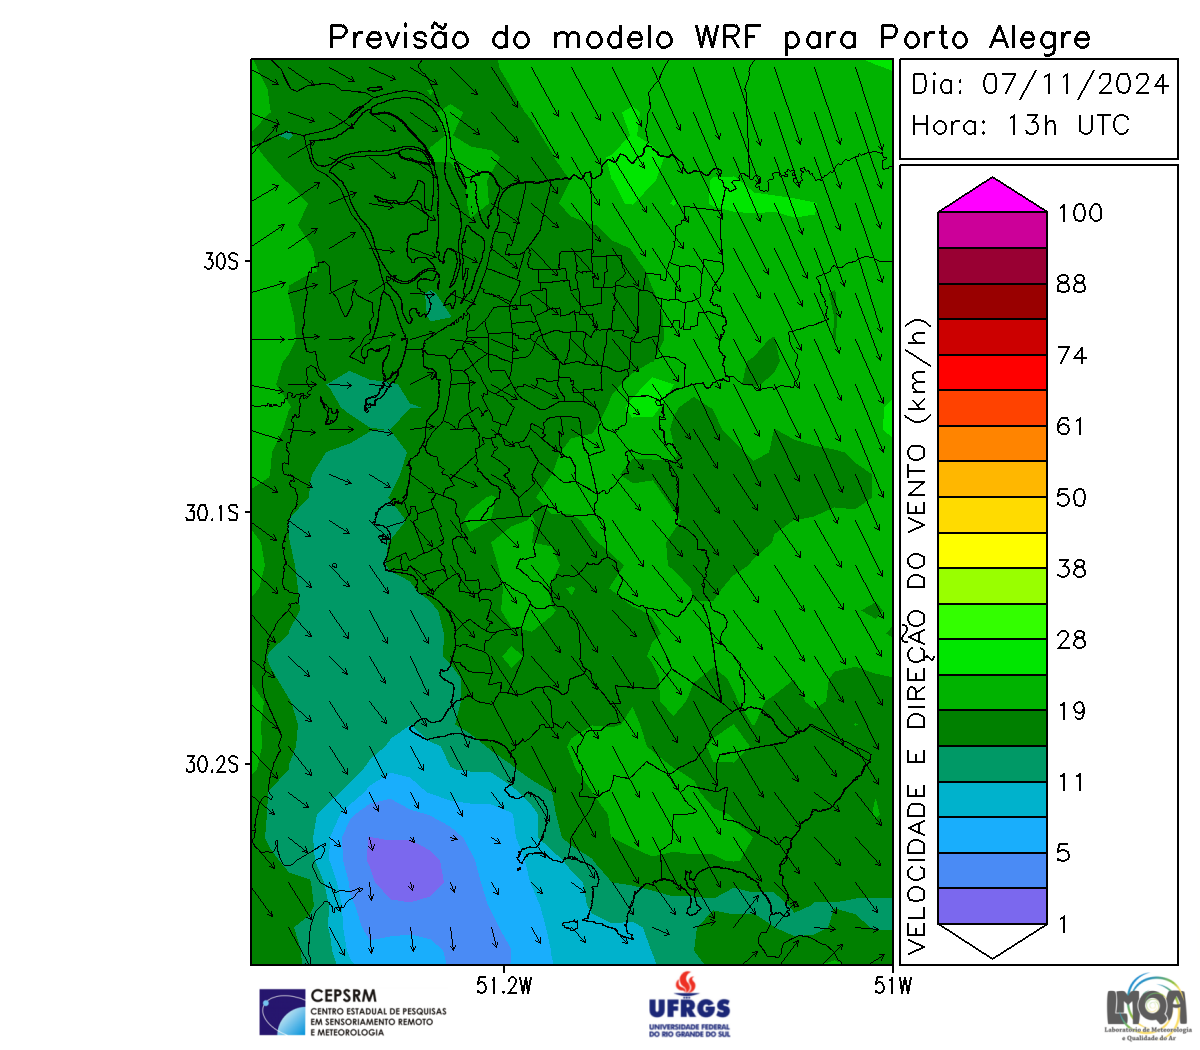 Previsão do modelo WRF para Porto Alegre
Dia: 07/11/2024
Hora: 13h UTC
100
88
74
61
50
38
28
19
11
5
1
VELOCIDADE E DIREÇÃO DO VENTO (km/h)
30S
30.1S
30.2S
51.2W
51W
CEPSRM
CENTRO ESTADUAL DE PESQUISAS
EM SENSORIAMENTO REMOTO
E METEOROLOGIA
UFRGS
UNIVERSIDADE FEDERAL
DO RIO GRANDE DO SUL
LMQA
Laboratório de Meteorologia
e Qualidade do Ar